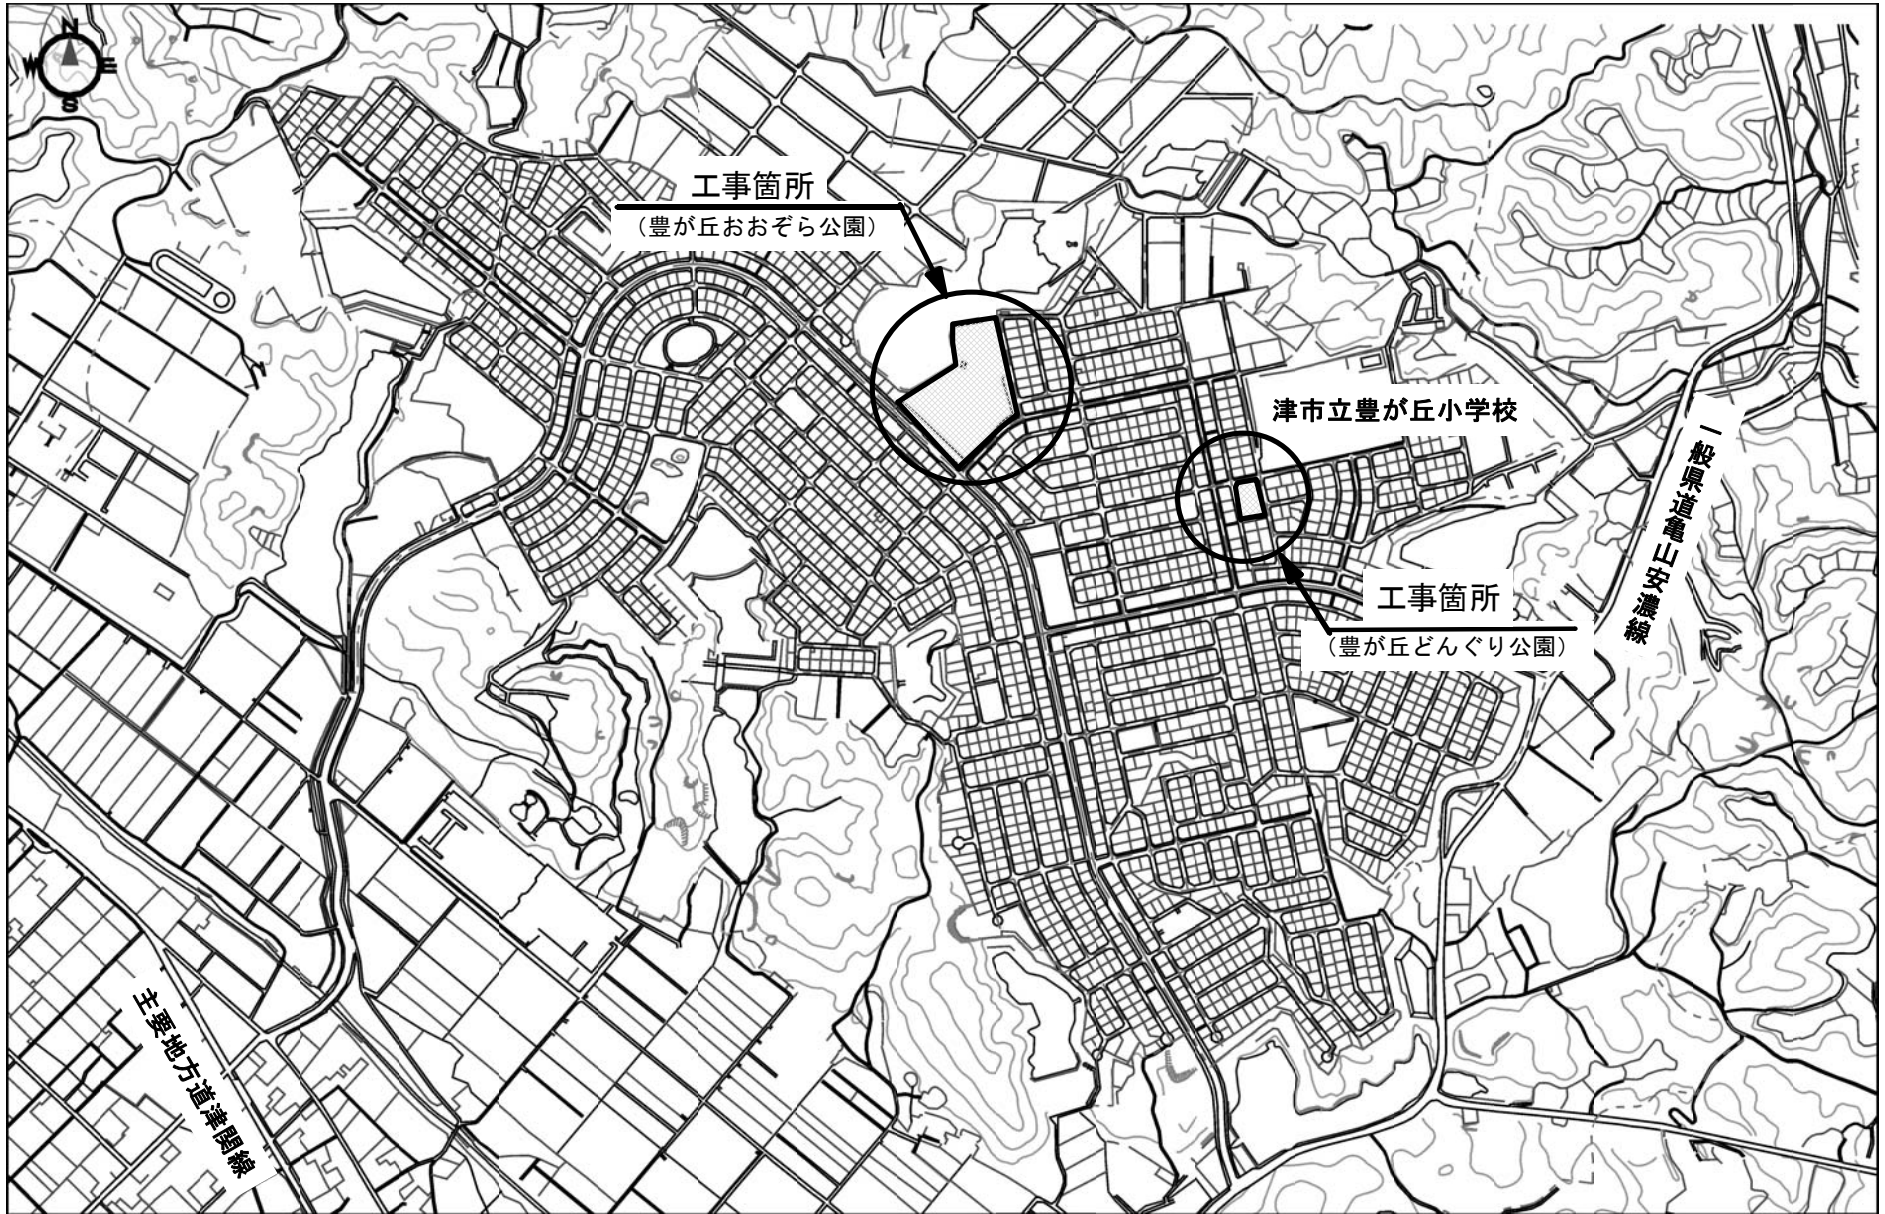 N
W E
S
工事箇所
（豊が丘おおぞら公園）
津市立豊が丘小学校
一般県道亀山安濃線
工事箇所
（豊が丘どんぐり公園）
主要地方道津関線